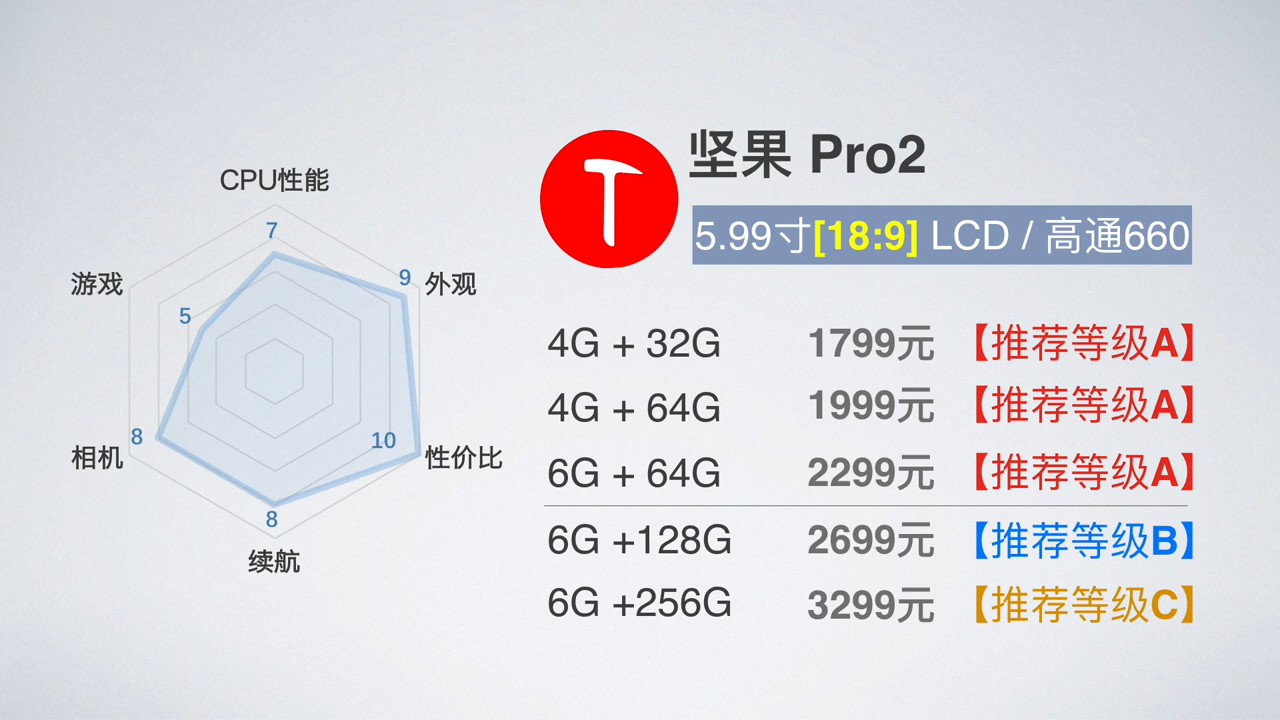 CPU性能
7
外观
9
性价比
10
续航
8
相机
8
游戏
5
坚果 Pro2
5.99寸[18:9] LCD / 高通660
4G + 32G 1799元 【推荐等级A】
4G + 64G 1999元 【推荐等级A】
6G + 64G 2299元 【推荐等级A】
6G +128G 2699元 【推荐等级B】
6G +256G 3299元 【推荐等级C】